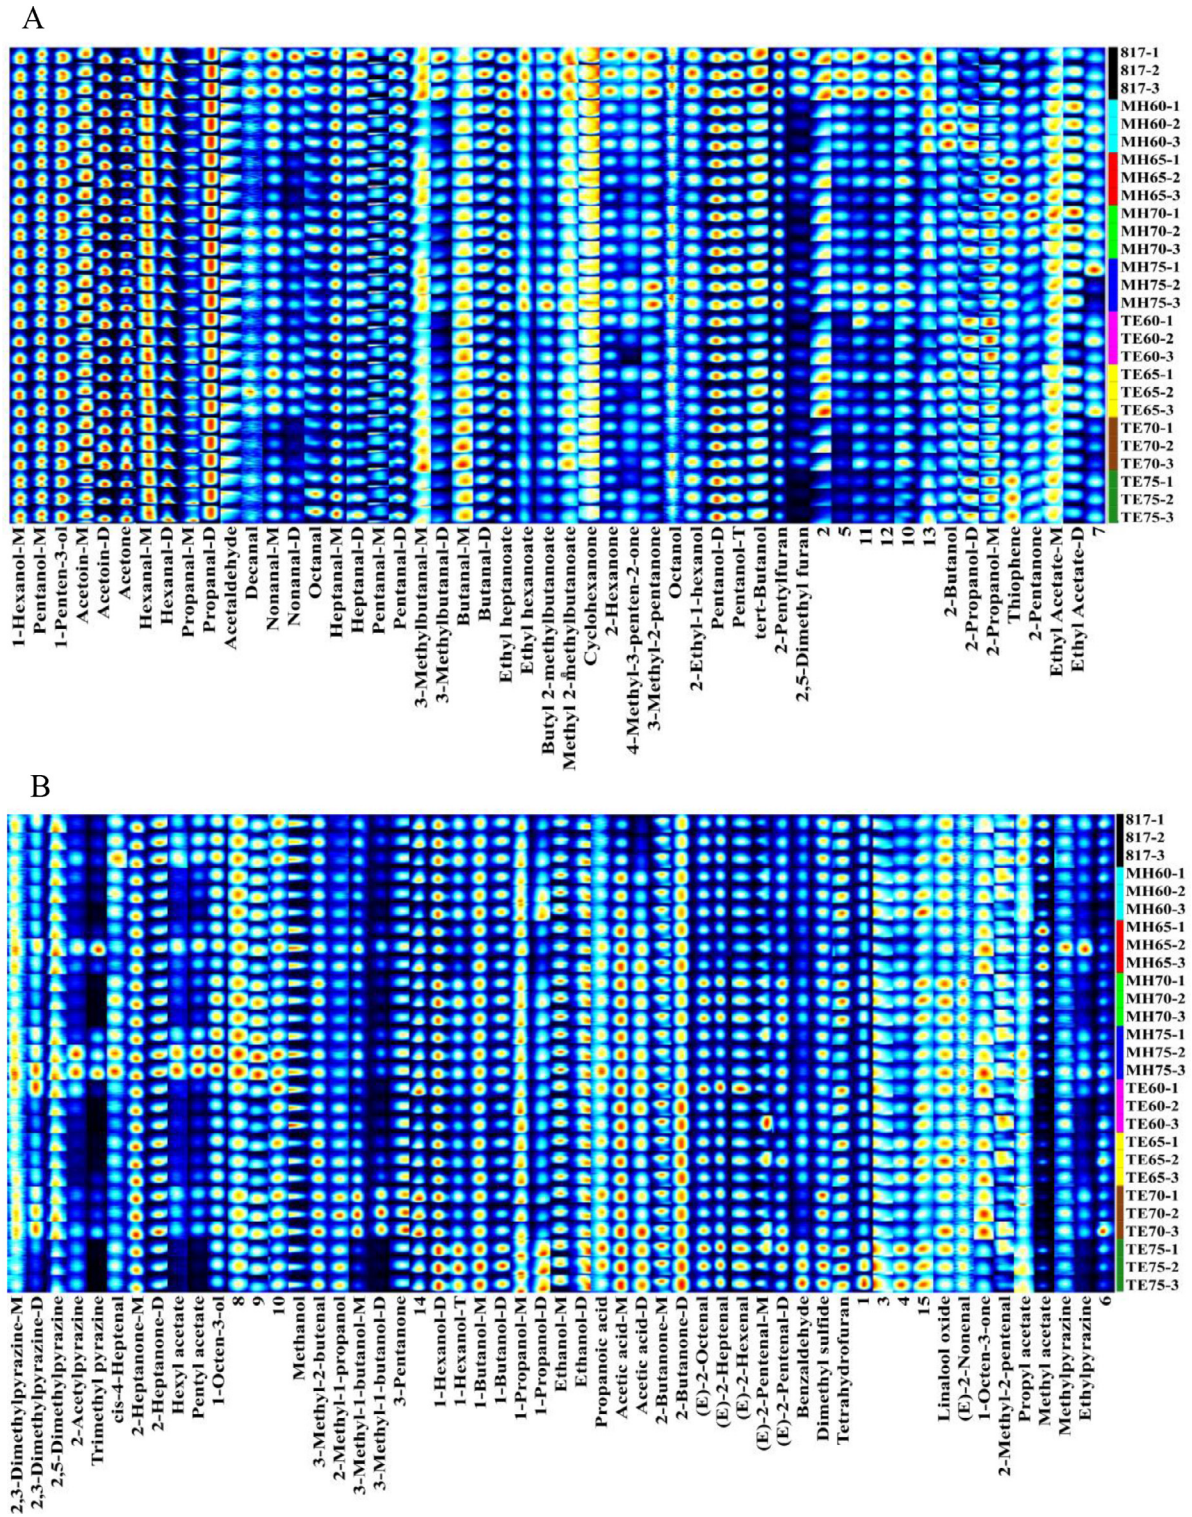 A
817-1
817-2
817-3
MH60-1
MH60-2
MH60-3
MH65-1
MH65-2
MH65-3
MH70-1
MH70-2
MH70-3
MH75-1
MH75-2
MH75-3
TE60-1
TE60-2
TE60-3
TE65-1
TE65-2
TE65-3
TE70-1
TE70-2
TE70-3
TE75-1
TE75-2
TE75-3
1-Hexanol-M
Pentanol-M
1-Penten-3-ol
Acetoin-M
Acetoin-D
Acetone
Hexanal-M
Hexanal-D
Propanal-M
Propanal-D
Acetaldehyde
Decanal
Nonanal-M
Nonanal-D
Octanal
Heptanal-M
Heptanal-D
Pentanal-M
Pentanal-D
3-Methylbutanal-M
3-Methylbutanal-D
Butanal-M
Butanal-D
Ethyl heptanoate
Ethyl hexanoate
Butyl 2-methylbutanoate
Methyl 2-methylbutanoate
Cyclohexanone
2-Hexanone
4-Methyl-3-penten-2-one
3-Methyl-2-pentanone
Octanol
2-Ethyl-1-hexanol
Pentanol-D
Pentanol-T
tert-Butanol
2-Pentylfuran
2,5-Dimethyl furan
2
5
11
12
10
13
2-Butanol
2-Propanol-D
2-Propanol-M
Thiophene
2-Pentanone
Ethyl Acetate-M
Ethyl Acetate-D
7
B
817-1
817-2
817-3
MH60-1
MH60-2
MH60-3
MH65-1
MH65-2
MH65-3
MH70-1
MH70-2
MH70-3
MH75-1
MH75-2
MH75-3
TE60-1
TE60-2
TE60-3
TE65-1
TE65-2
TE65-3
TE70-1
TE70-2
TE70-3
TE75-1
TE75-2
TE75-3
2,3-Dimethylpyrazine-M
2,3-Dimethylpyrazine-D
2,5-Dimethylpyrazine
2-Acetylpyrazine
Trimethyl pyrazine
cis-4-Heptenal
2-Heptanone-M
2-Heptanone-D
Hexyl acetate
Pentyl acetate
1-Octen-3-ol
8
9
10
Methanol
3-Methyl-2-butenal
2-Methyl-1-propanol
3-Methyl-1-butanol-M
3-Mehyl-1-butanol-D
3-Pentanone
14
1-Hexanol-D
1-Hexanol-T
1-Butanol-M
1-Butanol-D
1-Propanol-M
1-Propanol-D
Ethanol-M
Ethanol-D
Propanoic acid
Acetic acid-M
Acetic acid-D
2-Butanone-M
2-Butanone-D
(E)-2-Octenal
(E)-2-Heptenal
(E)-2-Hexenal
(E)-2-Pentenal-M
(E)-2-Pentenal-D
Benzaldehyde
Dimethyl sulfide
Tetrahydrofuran
1
3
4
15
Linalool oxide
(E)-2-Nonenal
1-Octen-3-one
2-Methyl-2-pentenal
Propyl acetate
Methyl acetate
Methylpyrazine
Ethylpyrazine
6